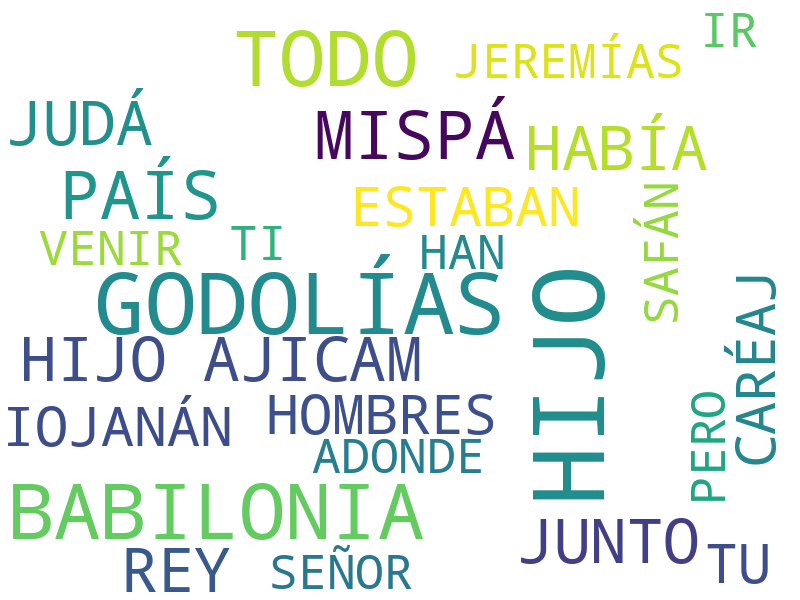 IR
TODO
JEREMÍAS
JUDÁ
MISPÁ
HABÍA
PAÍS
ESTABAN
SAFÁN
VENIR
TI
HAN
GODOLÍAS
HIJO
CARÉAJ
HIJO AJICAM
IOJANÁN
HOMBRES
PERO
ADONDE
BABILONIA
JUNTO
REY
SEÑOR
TU